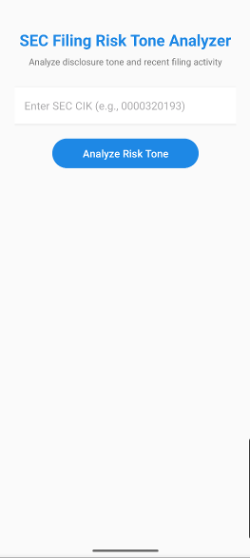 SEC Filing Risk Tone Analyzer
Analyze disclosure tone and recent filing activity
Enter SEC CIK (e.g., 0000320193)
Analyze Risk Tone